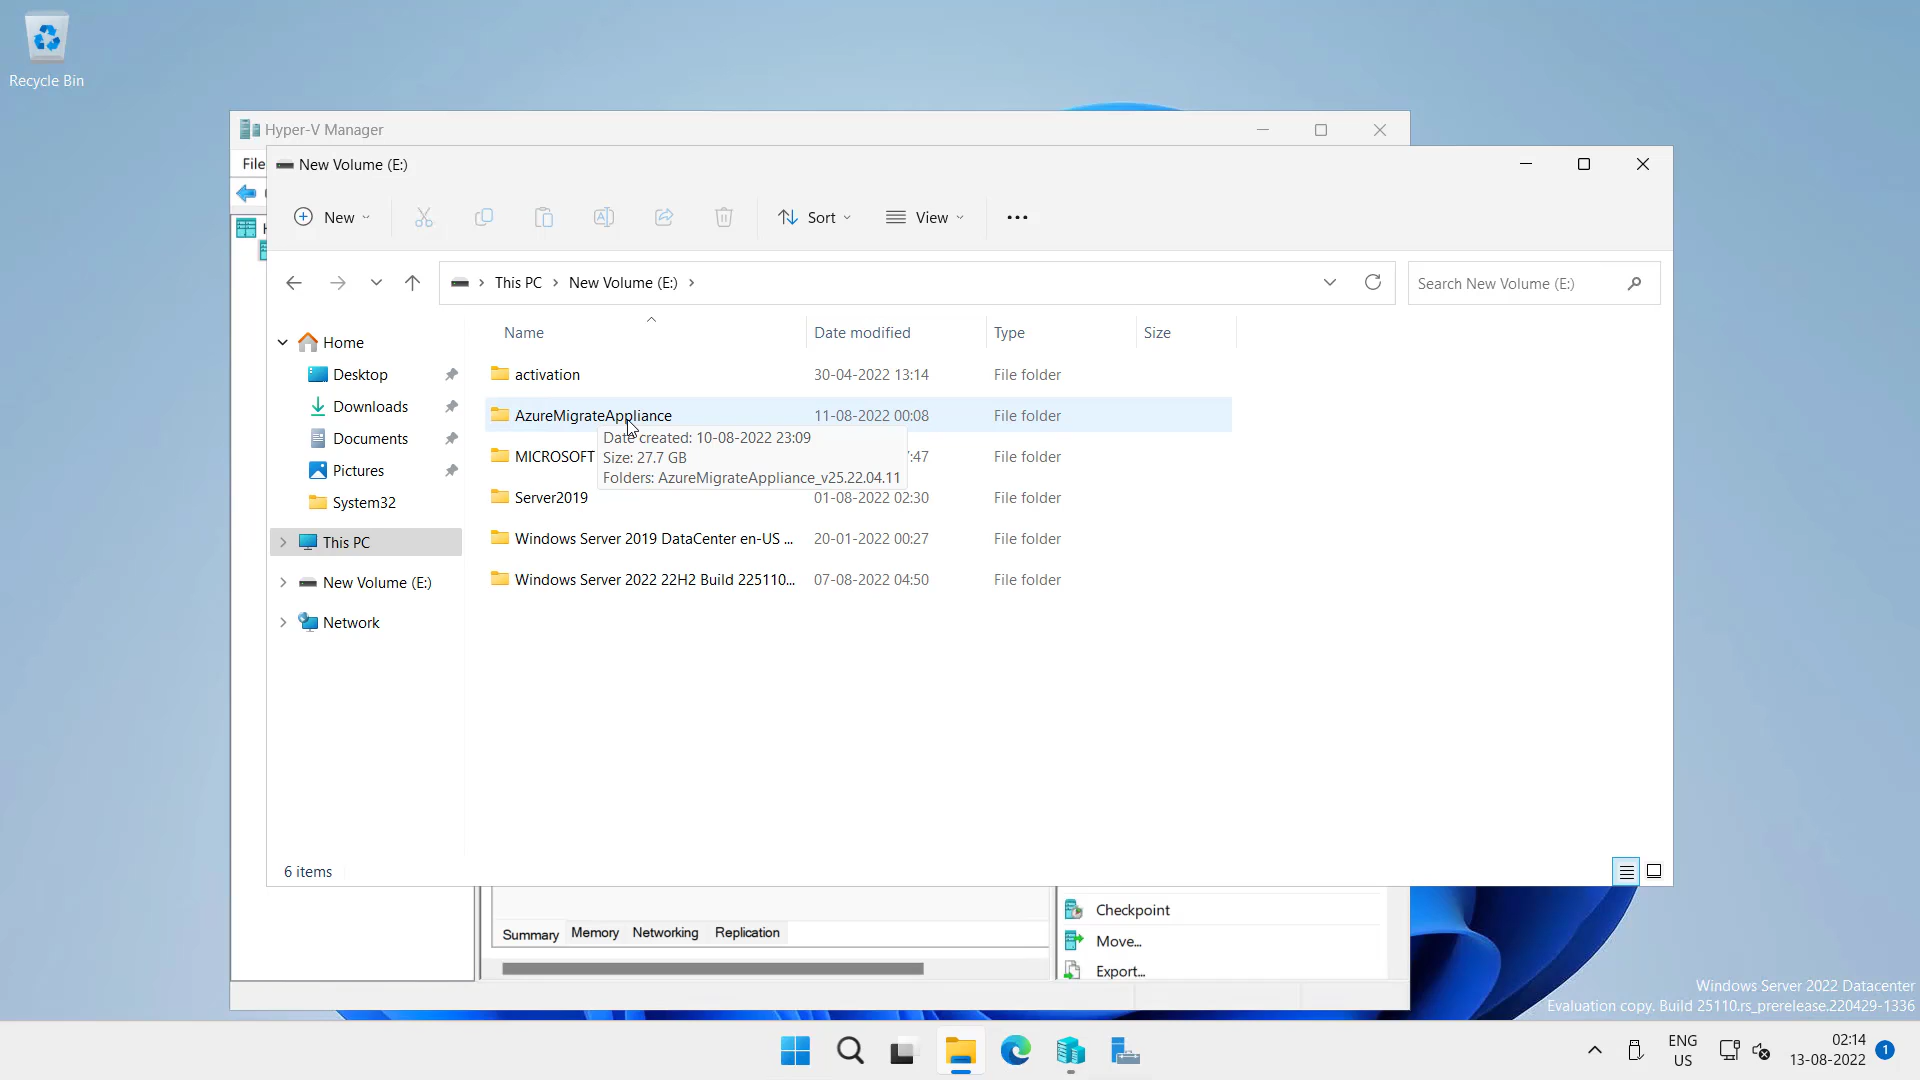 Recycle Bin
Hyper-V Manager
File
New Volume (E:)
New
Sort
View
This PC
New Volume (E:)
Search New Volume (E:)
Home
Desktop
Downloads
Documents
Pictures
System32
This PC
New Volume (E:)
Network
Name
Date modified
Type
Size
activation
30-04-2022 13:14
File folder
AzureMigrateAppliance
11-08-2022 00:08
File folder
MICROSOFT
:47
File folder
Date created: 10-08-2022 23:09
Size: 27.7 GB
Folders: AzureMigrateAppliance_v25.22.04.11
Server2019
01-08-2022 02:30
File folder
Windows Server 2019 DataCenter en-US ...
20-01-2022 00:27
File folder
Windows Server 2022 22H2 Build 225110...
07-08-2022 04:50
File folder
6 items
Summary
Memory
Networking
Replication
Checkpoint
Move...
Export...
Windows Server 2022 Datacenter
Evaluation copy. Build 25110.rs_prerelease.220429-1336
ENG
US
02:14
13-08-2022
1